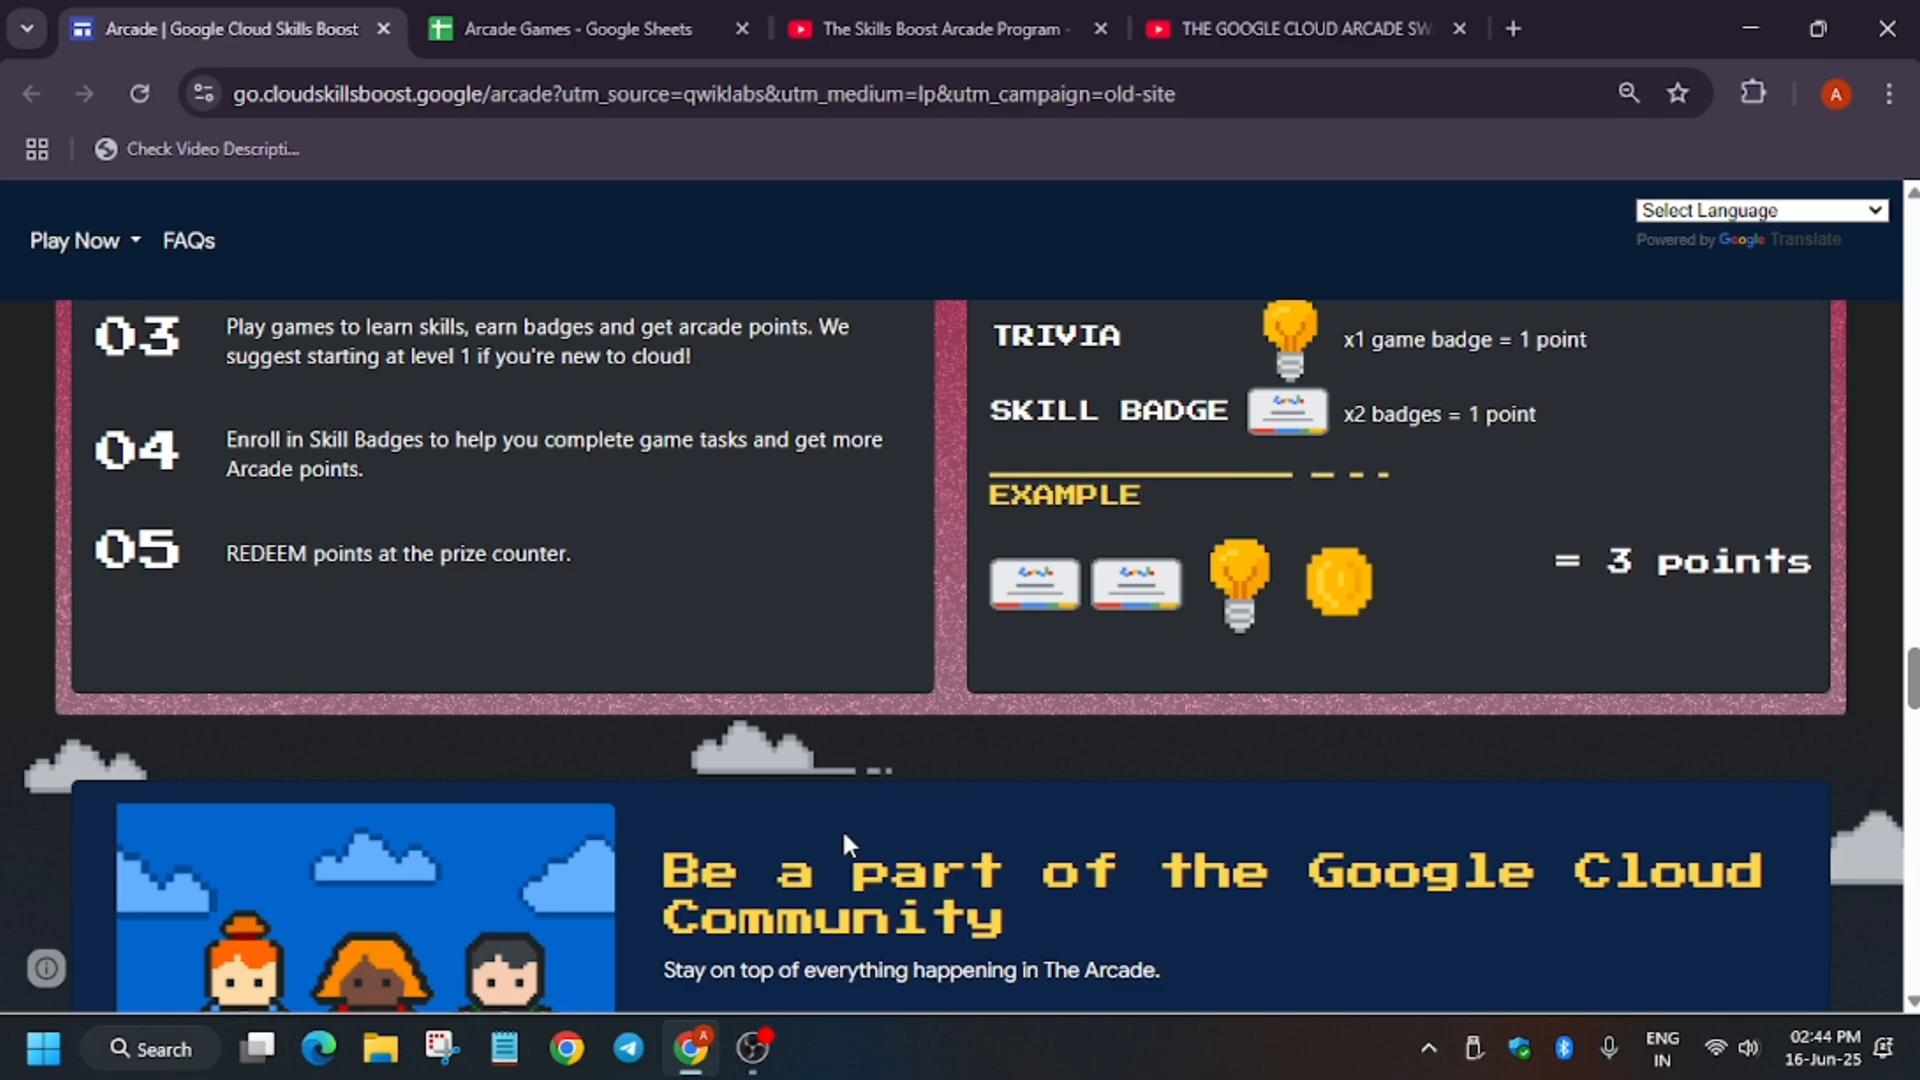 Arcade | Google Cloud Skills Boost
Arcade Games - Google Sheets
The Skills Boost Arcade Program -
THE GOOGLE CLOUD ARCADE SW
go.cloudskillsboost.google/arcade?utm_source=qwiklabs&utm_medium=lp&utm_campaign=old-site
A
Check Video Descripti...
Play Now
FAQs
Select Language
Powered by Google Translate
03
Play games to learn skills, earn badges and get arcade points. We
suggest starting at level 1 if you're new to cloud!
04
Enroll in Skill Badges to help you complete game tasks and get more
Arcade points.
05
REDEEM points at the prize counter.
TRIVIA
x1 game badge = 1 point
SKILL BADGE
x2 badges = 1 point
EXAMPLE
= 3 points
Be a part of the Google Cloud
Community
Stay on top of everything happening in The Arcade.
Search
A
ENG
IN
02:44 PM
16-Jun-25